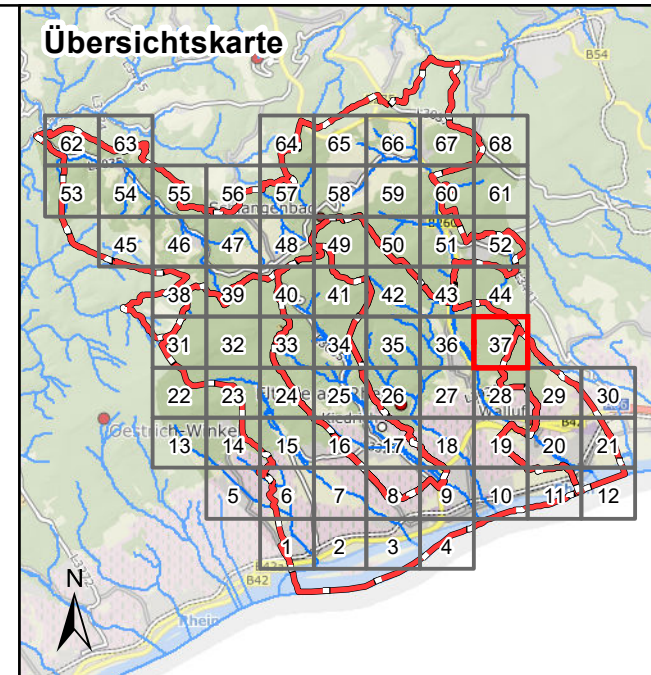 Übersichtskarte
B54
62 63 64 65 66 67 68
53 54 55 56 57 58 59 60 61
45 46 47 48 49 50 51 52
38 39 40 41 42 43 44
31 32 33 34 35 36 37
22 23 24 25 26 27 28 29 30
Walluf
Oestrich-Winkel
13 14 15 16 17 18 19 20 21
5 6 7 8 9 10 11 12
1 2 3 4
N
L3272
B42a
B42
Rhein